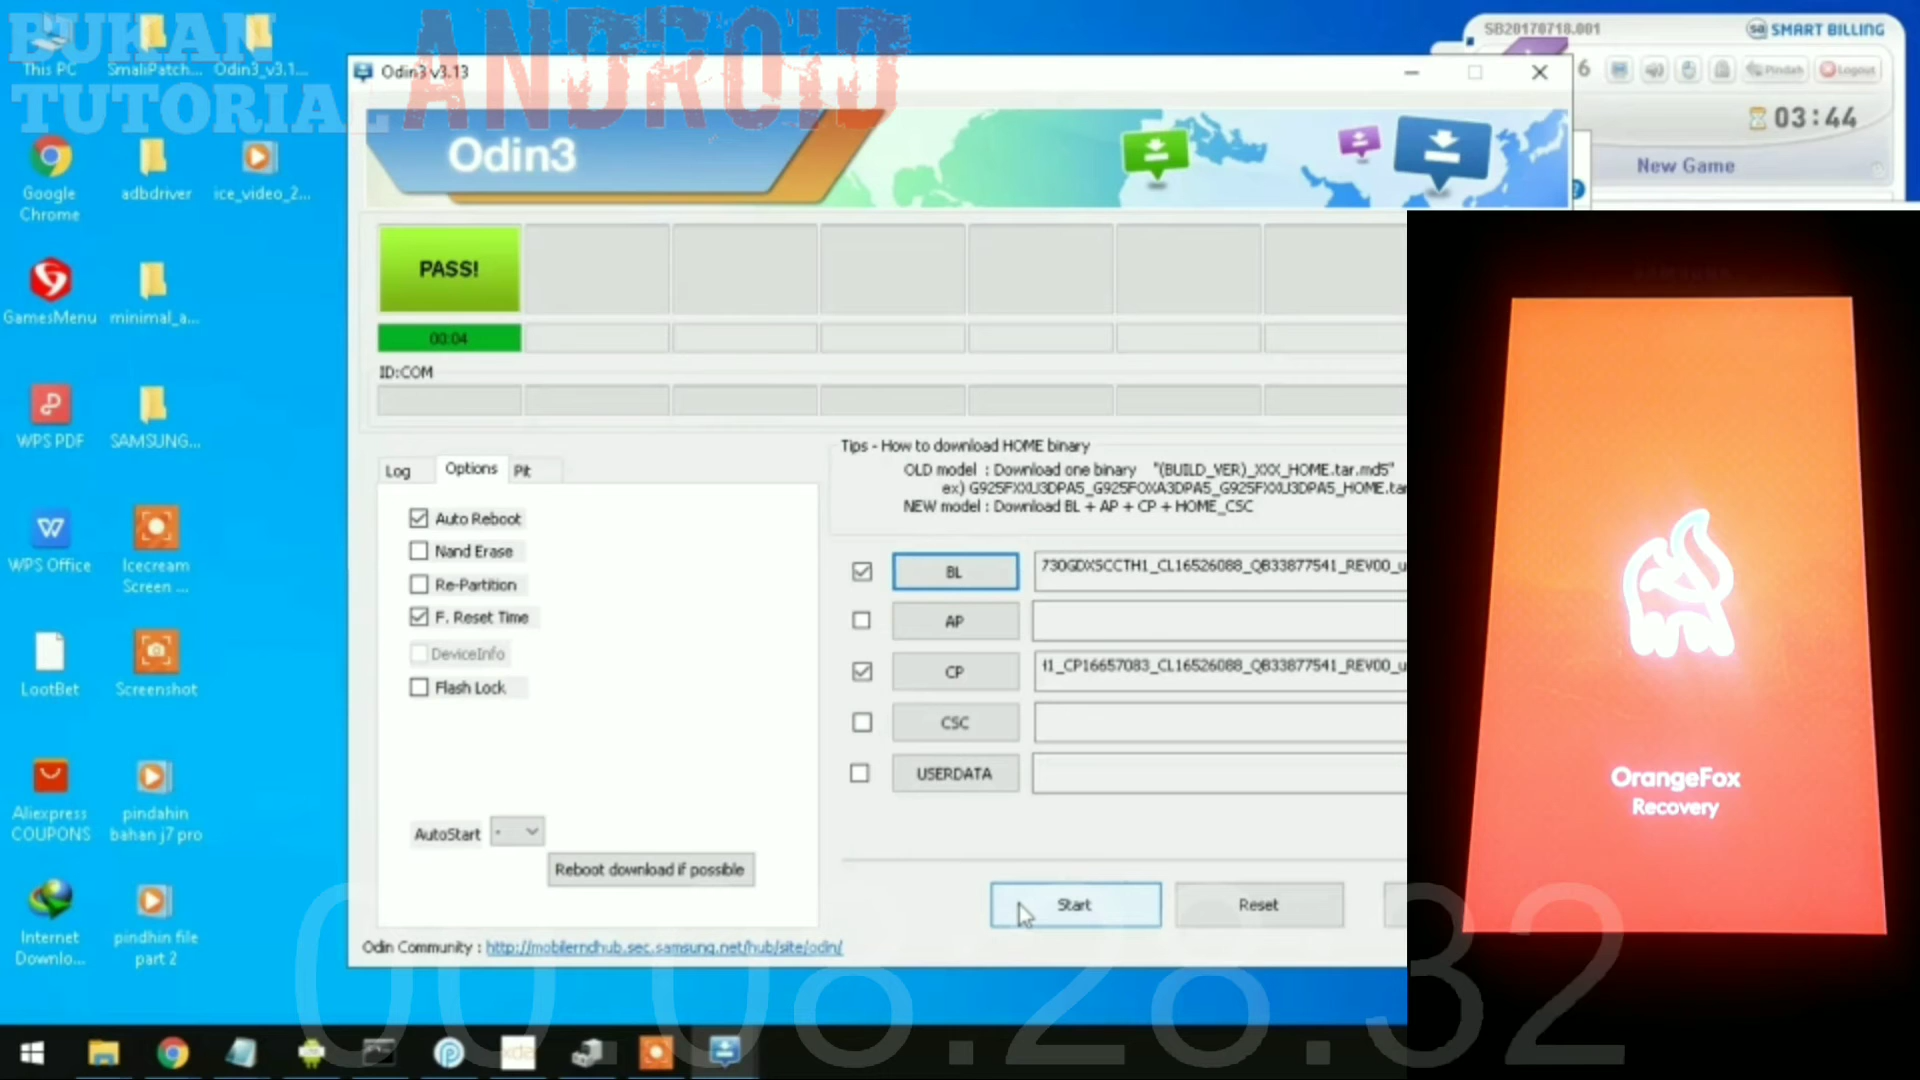 BUKAN
TUTORIAL
ANDROID
This PC
SmaliPatch...
Odin3_v3.1...
Google
Chrome
adbdriver
ice_video_2...
GamesMenu
minimal_a...
WPS PDF
SAMSUNG...
WPS Office
Icecream
Screen ...
LootBet
Screenshot
Aliexpress
COUPONS
pindahin
bahan j7 pro
Internet
Downlo...
pindhin file
part 2
Odin3 v3.13
Odin3
PASS!
00:04
ID:COM
Log
Options
Pit
Auto Reboot
Nand Erase
Re-Partition
F. Reset Time
DeviceInfo
Flash Lock
AutoStart
-
Reboot download if possible
Tips - How to download HOME binary
OLD model : Download one binary "(BUILD_VER)_XXX_HOME.tar.md5"
ex) G925FXXU3DPA5_G925FOXA3DPA5_G925FXXU3DPA5_HOME.tar
NEW model : Download BL + AP + CP + HOME_CSC
BL
730GDXSCCTH1_CL16526088_QB33877541_REV00_u
AP
CP
H1_CP16657083_CL16526088_QB33877541_REV00_u
CSC
USERDATA
Start
Reset
Odin Community : http://mobilerndhub.sec.samsung.net/hub/site/odin/
SB20170718.001
SMART BILLING
6
Pindah
Logout
03:44
New Game
SAMSUNG
OrangeFox
Recovery
xda
00:08:28.32